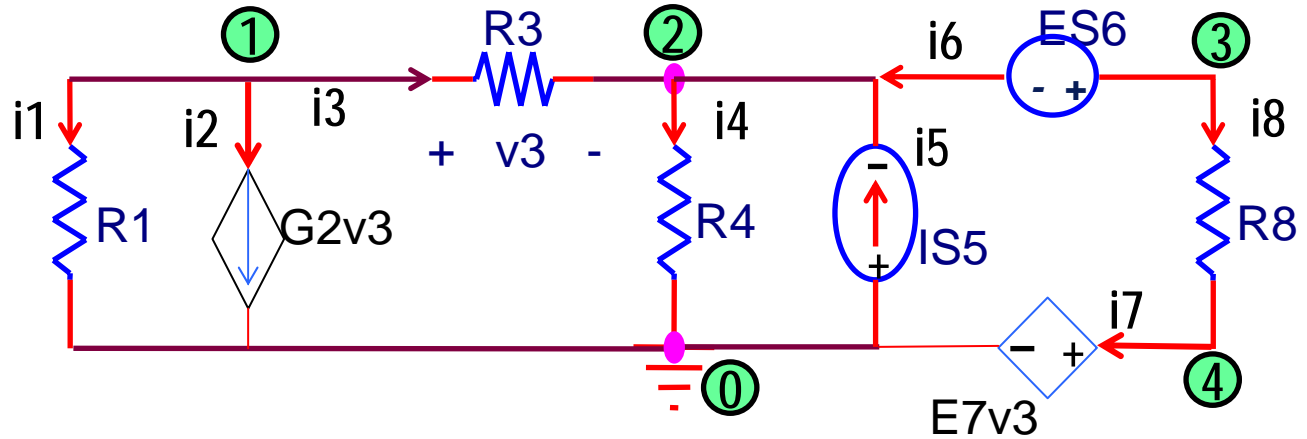 1
R3
2
i6
ES6
3
- +
i1
i2
i3
i4
i5
i8
+ v3 -
-
R1
G2v3
R4
+
IS5
R8
i7
- +
0
4
E7v3